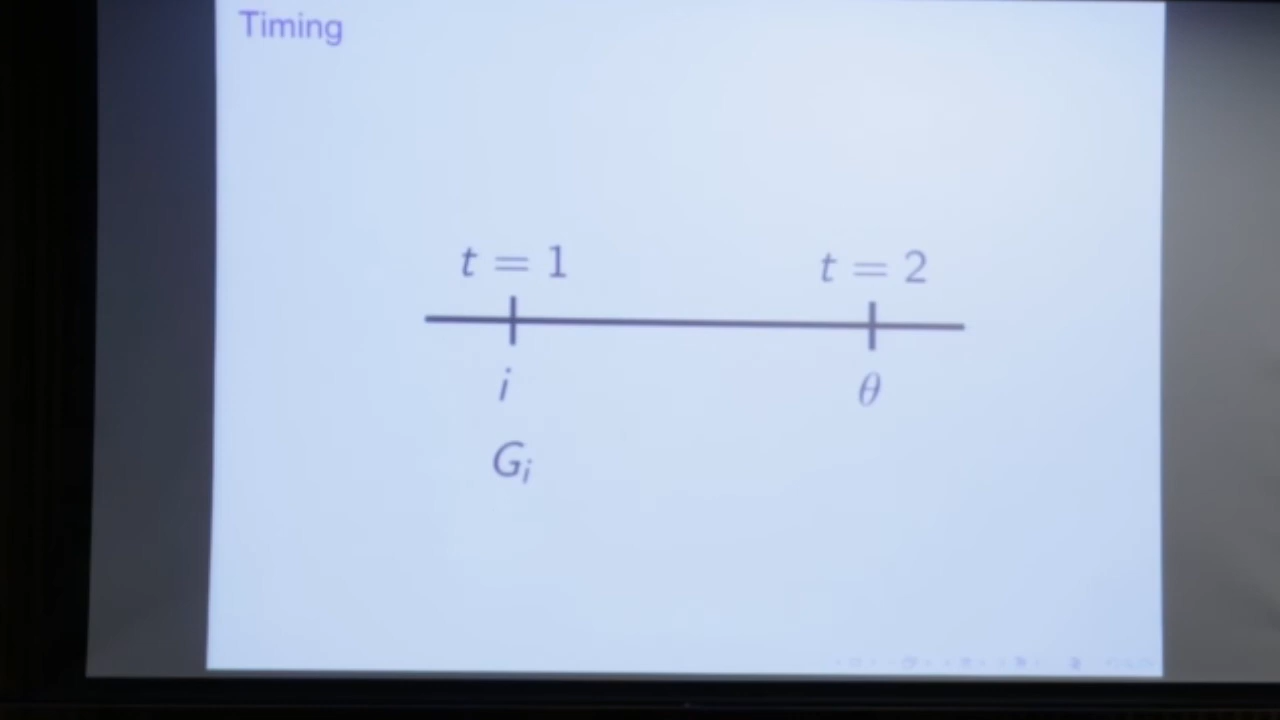 Timing
t = 1 t = 2
i θ
G_i